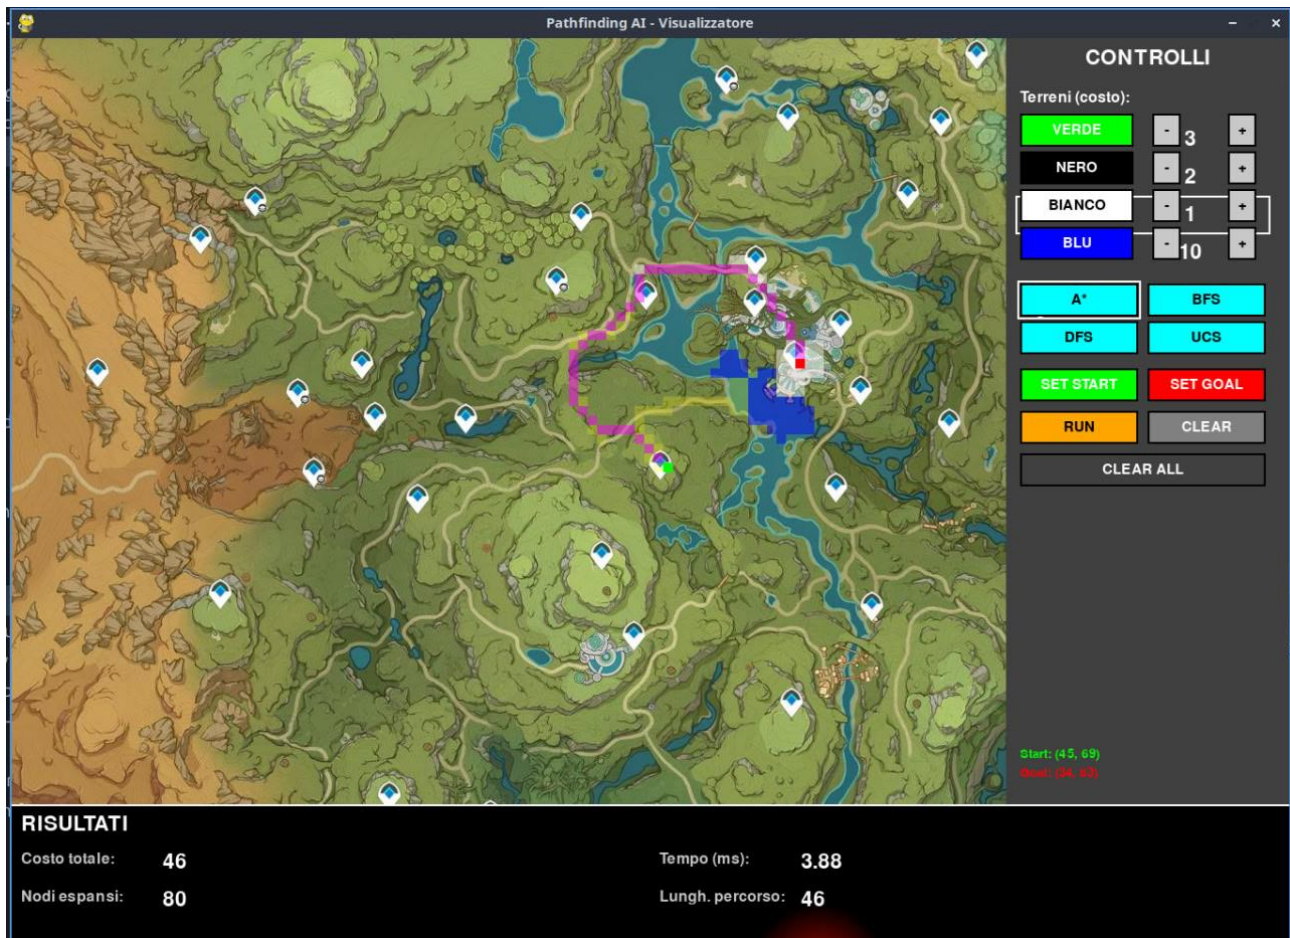 Pathfinding AI - Visualizzatore
CONTROLLI
Terreni (costo):
VERDE - 3 +
NERO - 2 +
BIANCO - 1 +
BLU - 10 +
A* BFS
DFS UCS
SET START SET GOAL
RUN CLEAR
CLEAR ALL
Start: (45, 69)
RISULTATI
Costo totale: 46
Tempo (ms): 3.88
Nodi espansi: 80
Lungh. percorso: 46